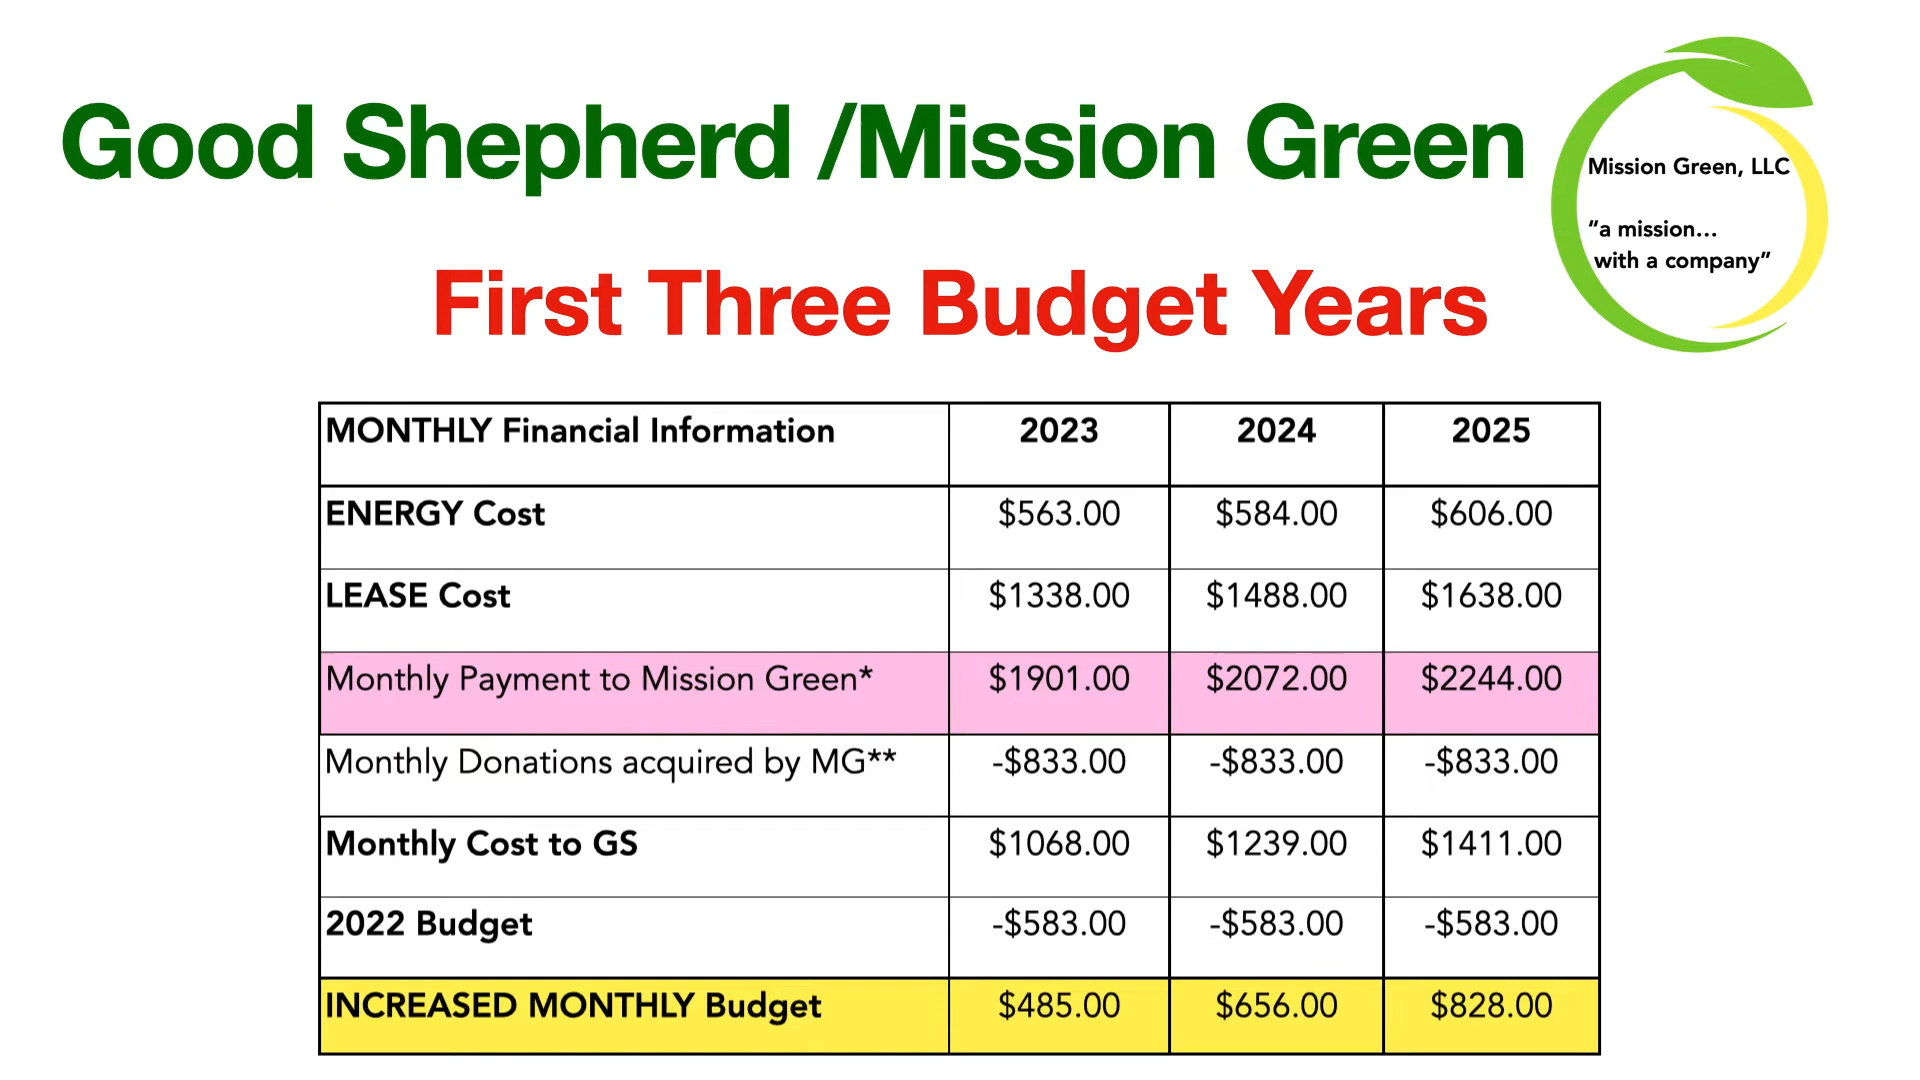 Good Shepherd /Mission Green
Mission Green, LLC
“a mission…
with a company”
First Three Budget Years
MONTHLY Financial Information 2023 2024 2025
ENERGY Cost $563.00 $584.00 $606.00
LEASE Cost $1338.00 $1488.00 $1638.00
Monthly Payment to Mission Green* $1901.00 $2072.00 $2244.00
Monthly Donations acquired by MG** -$833.00 -$833.00 -$833.00
Monthly Cost to GS $1068.00 $1239.00 $1411.00
2022 Budget -$583.00 -$583.00 -$583.00
INCREASED MONTHLY Budget $485.00 $656.00 $828.00